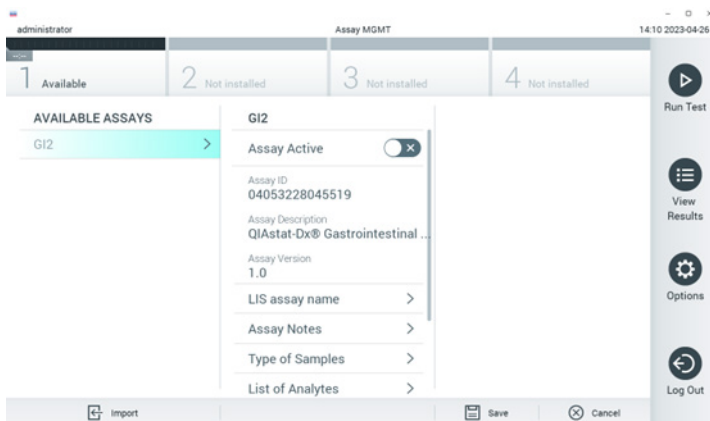 administrator
Assay MGMT
14:10 2023-04-26
1 Available
2 Not installed
3 Not installed
4 Not installed
AVAILABLE ASSAYS
GI2
GI2
Assay Active
Assay ID
04053228045519
Assay Description
QIAstat-Dx® Gastrointestinal ...
Assay Version
1.0
LIS assay name
Assay Notes
Type of Samples
List of Analytes
Run Test
View
Results
Options
Log Out
Import
Save
Cancel